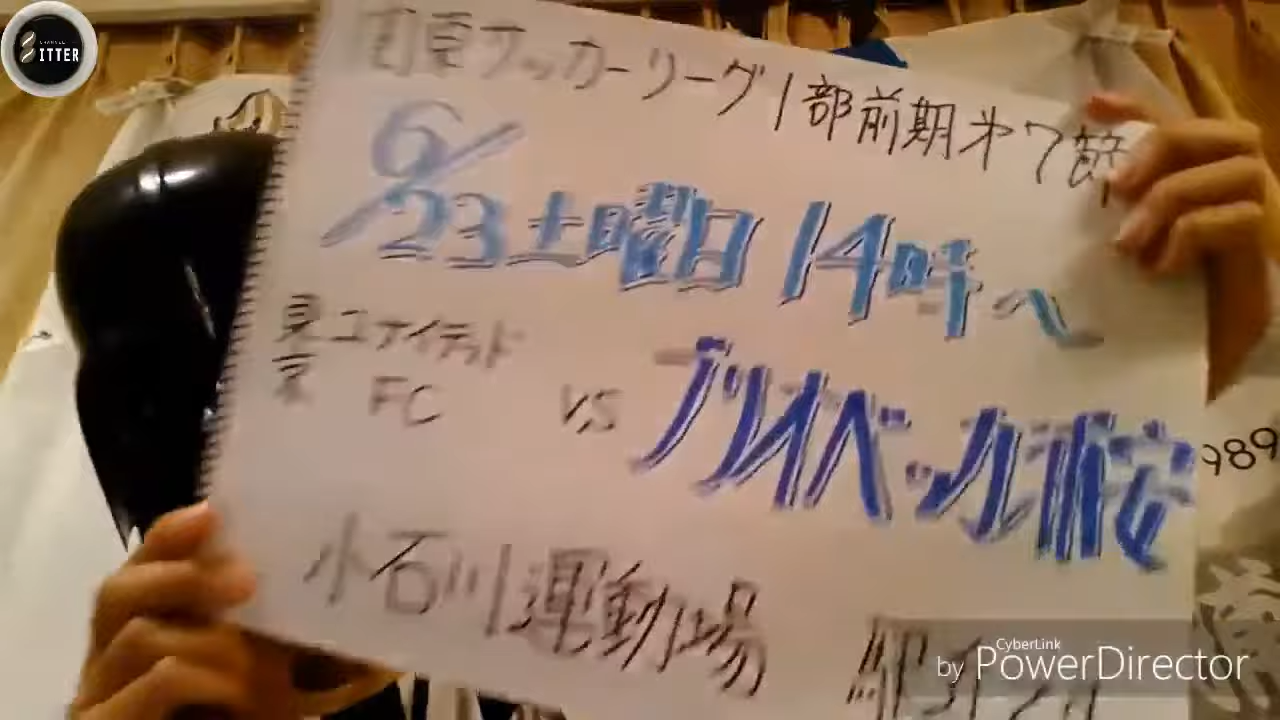 CHANNEL
ZITTER
関東サッカーリーグ1部前期第7節
6/23土曜日 14時〜
東京ユナイテッドFC vs ブリオベッカ浦安
小石川運動場
989
CyberLink
by PowerDirector